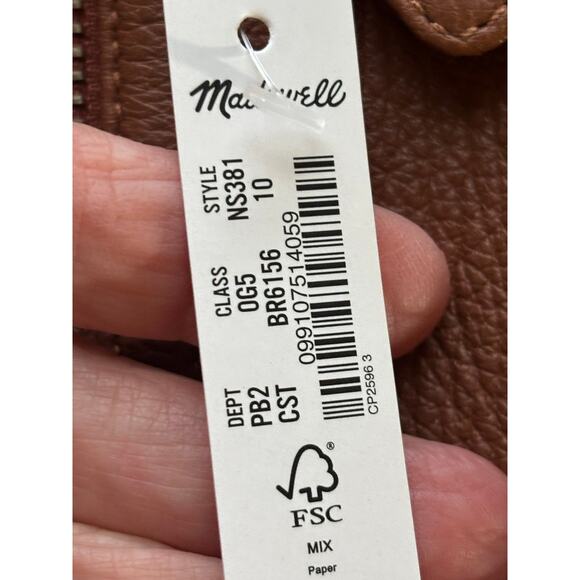 Madewell
DEPT CLASS STYLE
PB2 0G5 NS381
CST BR6156 10
099107514059
CP2596 3
®
FSC
MIX
Paper